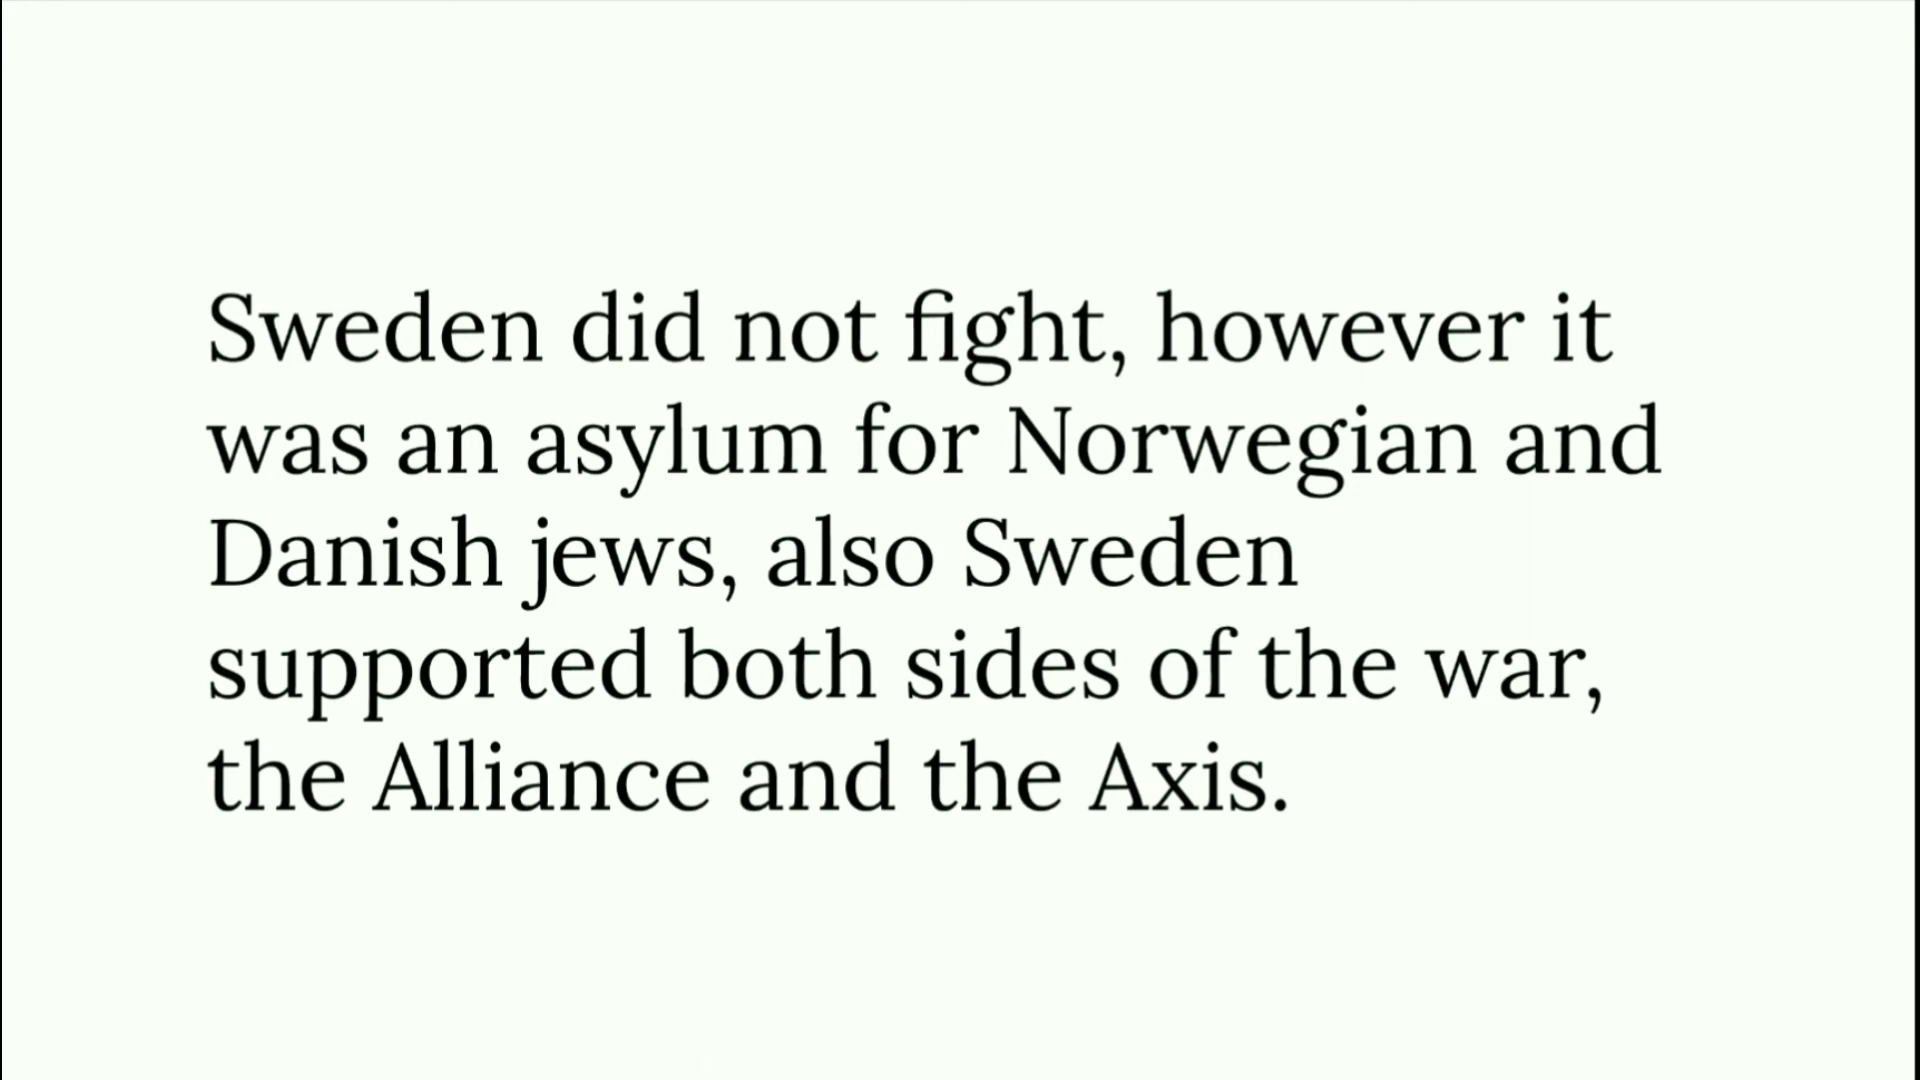 Sweden did not fight, however it
was an asylum for Norwegian and
Danish jews, also Sweden
supported both sides of the war,
the Alliance and the Axis.